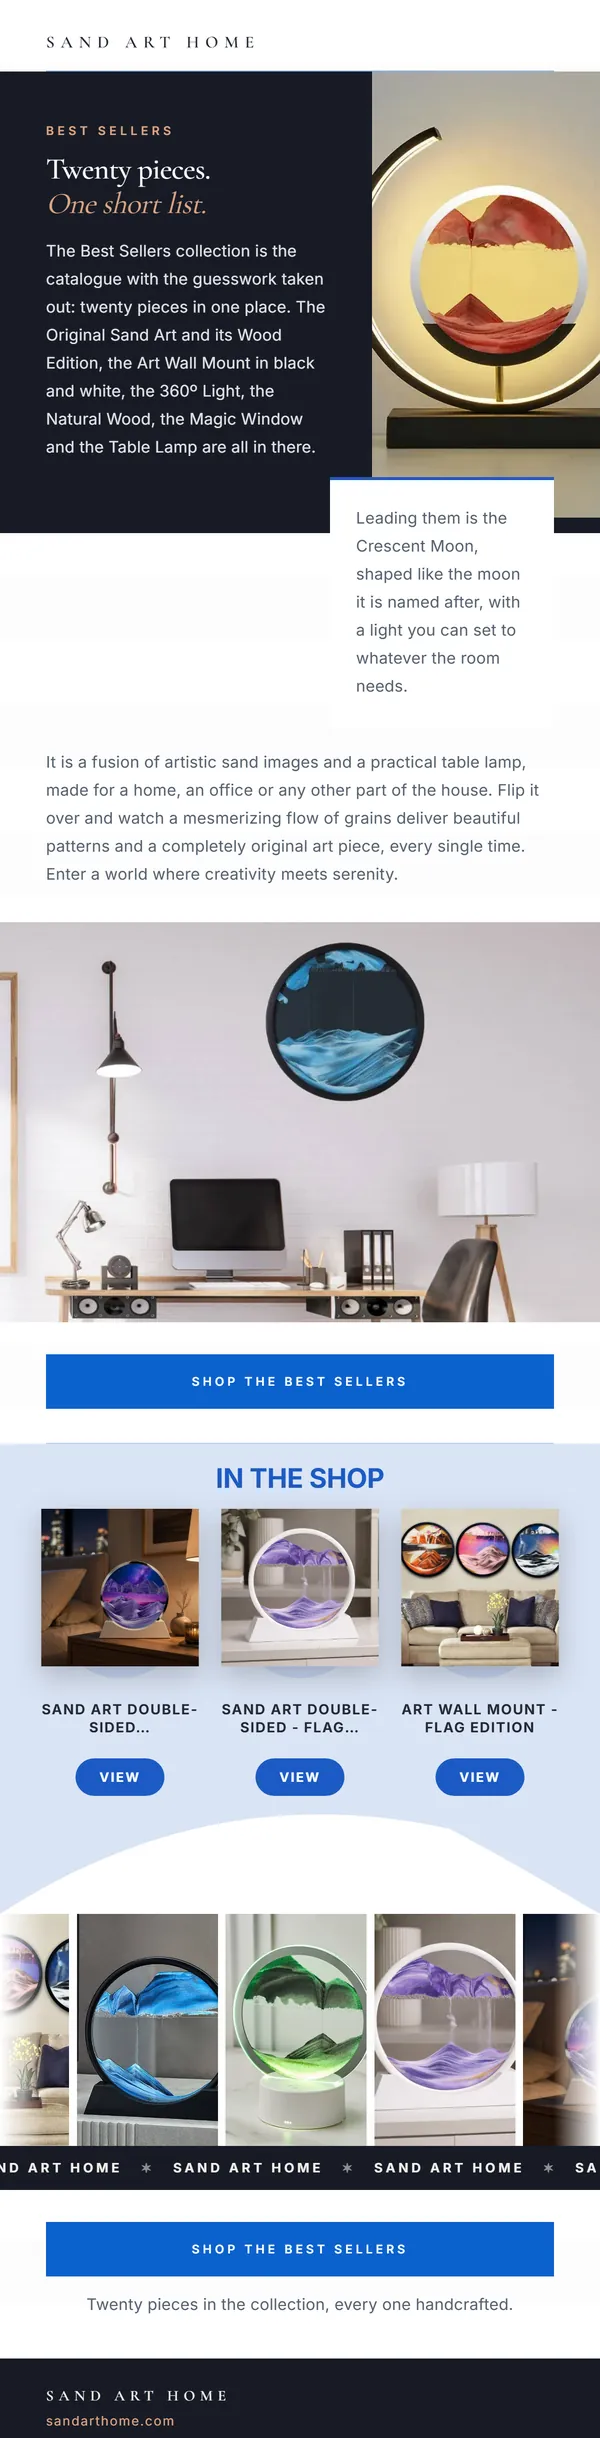 SAND ART HOME
BEST SELLERS
Twenty pieces.
One short list.
The Best Sellers collection is the
catalogue with the guesswork taken
out: twenty pieces in one place. The
Original Sand Art and its Wood
Edition, the Art Wall Mount in black
and white, the 360º Light, the
Natural Wood, the Magic Window
and the Table Lamp are all in there.
Leading them is the
Crescent Moon,
shaped like the moon
it is named after, with
a light you can set to
whatever the room
needs.
It is a fusion of artistic sand images and a practical table lamp,
made for a home, an office or any other part of the house. Flip it
over and watch a mesmerizing flow of grains deliver beautiful
patterns and a completely original art piece, every single time.
Enter a world where creativity meets serenity.
SHOP THE BEST SELLERS
IN THE SHOP
SAND ART DOUBLE-
SIDED...
VIEW
SAND ART DOUBLE-
SIDED - FLAG...
VIEW
ART WALL MOUNT -
FLAG EDITION
VIEW
ND ART HOME ✶ SAND ART HOME ✶ SAND ART HOME ✶ SA
SHOP THE BEST SELLERS
Twenty pieces in the collection, every one handcrafted.
SAND ART HOME
sandarthome.com